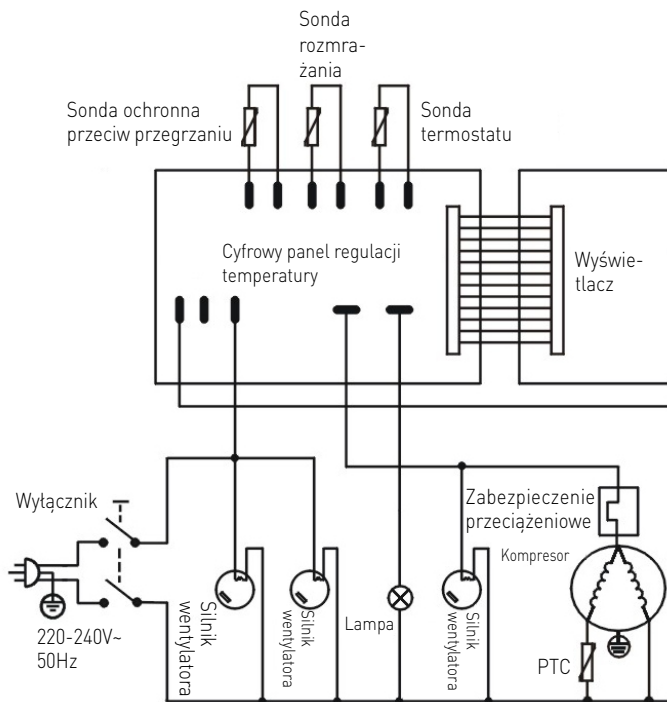 Sonda
rozmra-
żania
Sonda ochronna
przeciw przegrzaniu
Sonda
termostatu
Cyfrowy panel regulacji
temperatury
Wyświe-
tlacz
Wyłącznik
220-240V~
50Hz
Silnik
wentylatora
Silnik
wentylatora
Lampa
Silnik
wentylatora
Zabezpieczenie
przeciążeniowe
Kompresor
PTC